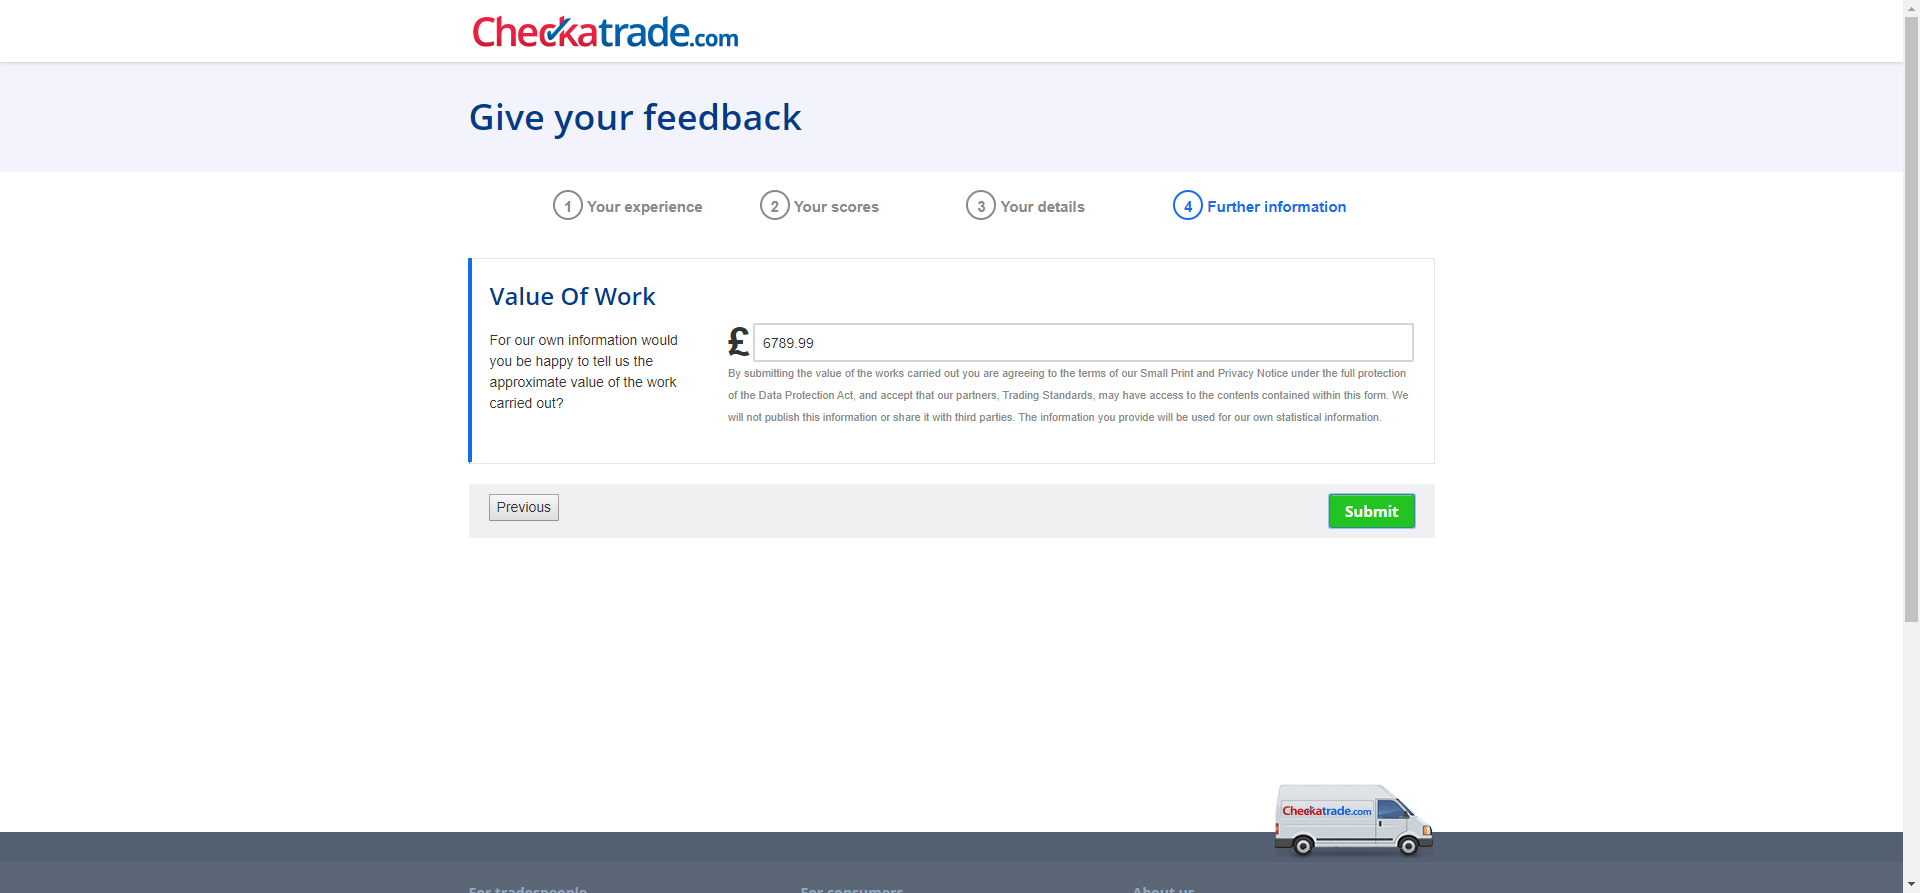 Checkatrade.com
Give your feedback
1 Your experience
2 Your scores
3 Your details
4 Further information
Value Of Work
For our own information would
you be happy to tell us the
approximate value of the work
carried out?
£ 6789.99
By submitting the value of the works carried out you are agreeing to the terms of our Small Print and Privacy Notice under the full protection
of the Data Protection Act, and accept that our partners, Trading Standards, may have access to the contents contained within this form. We
will not publish this information or share it with third parties. The information you provide will be used for our own statistical information.
Previous
Submit
Checkatrade.com
For tradespeople
For consumers
About us